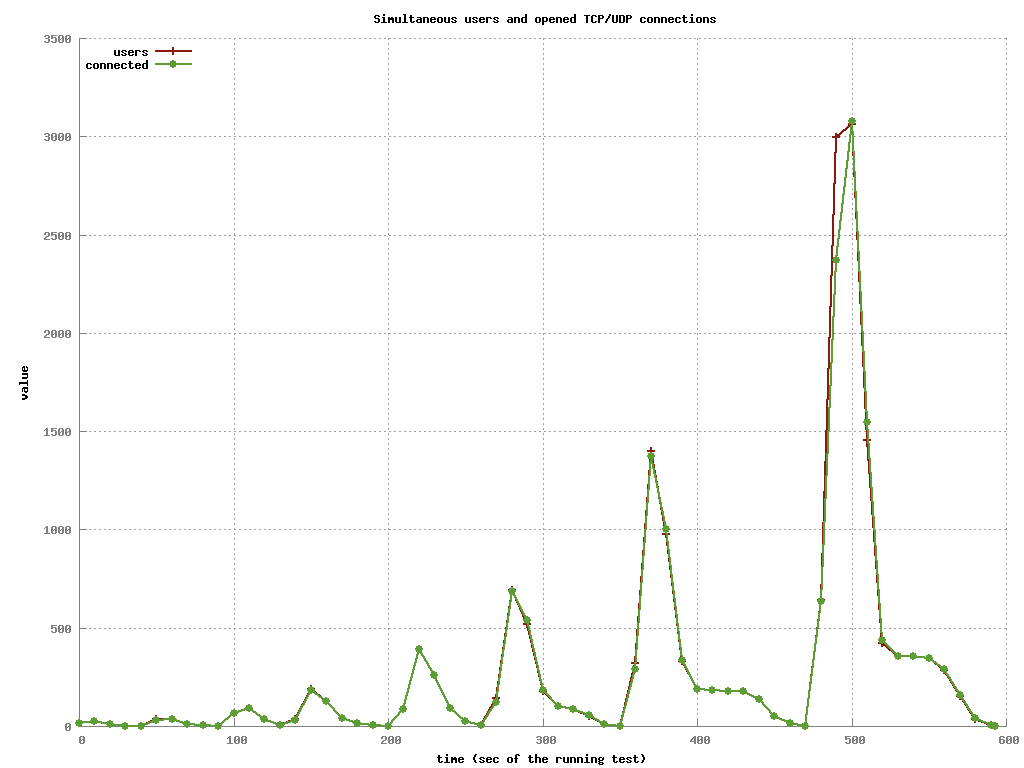 Simultaneous users and opened TCP/UDP connections
3500
users
connected
3000
2500
2000
value
1500
1000
500
0
0 100 200 300 400 500 600
time (sec of the running test)